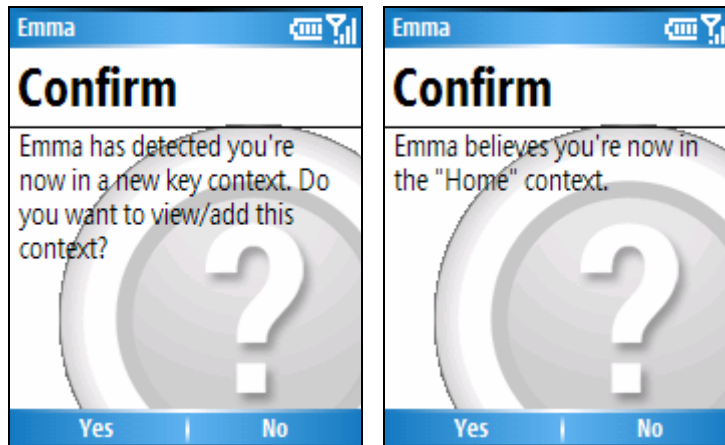 Emma
Confirm
Emma has detected you're
now in a new key context. Do
you want to view/add this
context?
Yes No
Emma
Confirm
Emma believes you're now in
the "Home" context.
Yes No